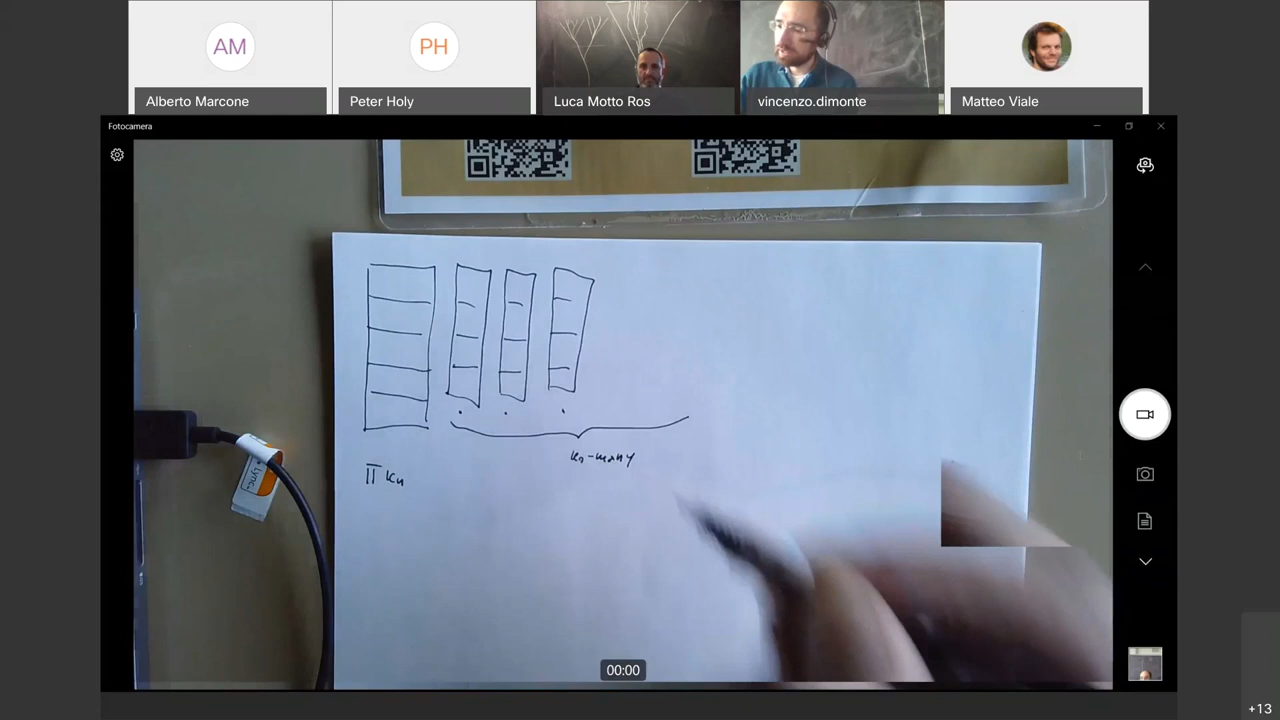 AM
PH
Alberto Marcone
Peter Holy
Luca Motto Ros
vincenzo.dimonte
Matteo Viale
Fotocamera
κₙ-many
Π κₙ
Lync
00:00
+13